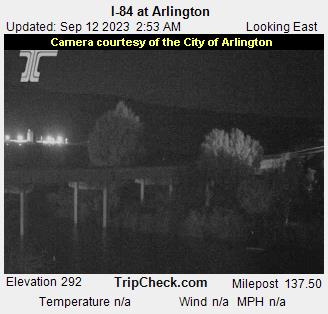 I-84 at Arlington
Updated: Sep 12 2023 2:53 AM Looking East
Camera courtesy of the City of Arlington
Elevation 292 TripCheck.com Milepost 137.50
Temperature n/a Wind n/a MPH n/a